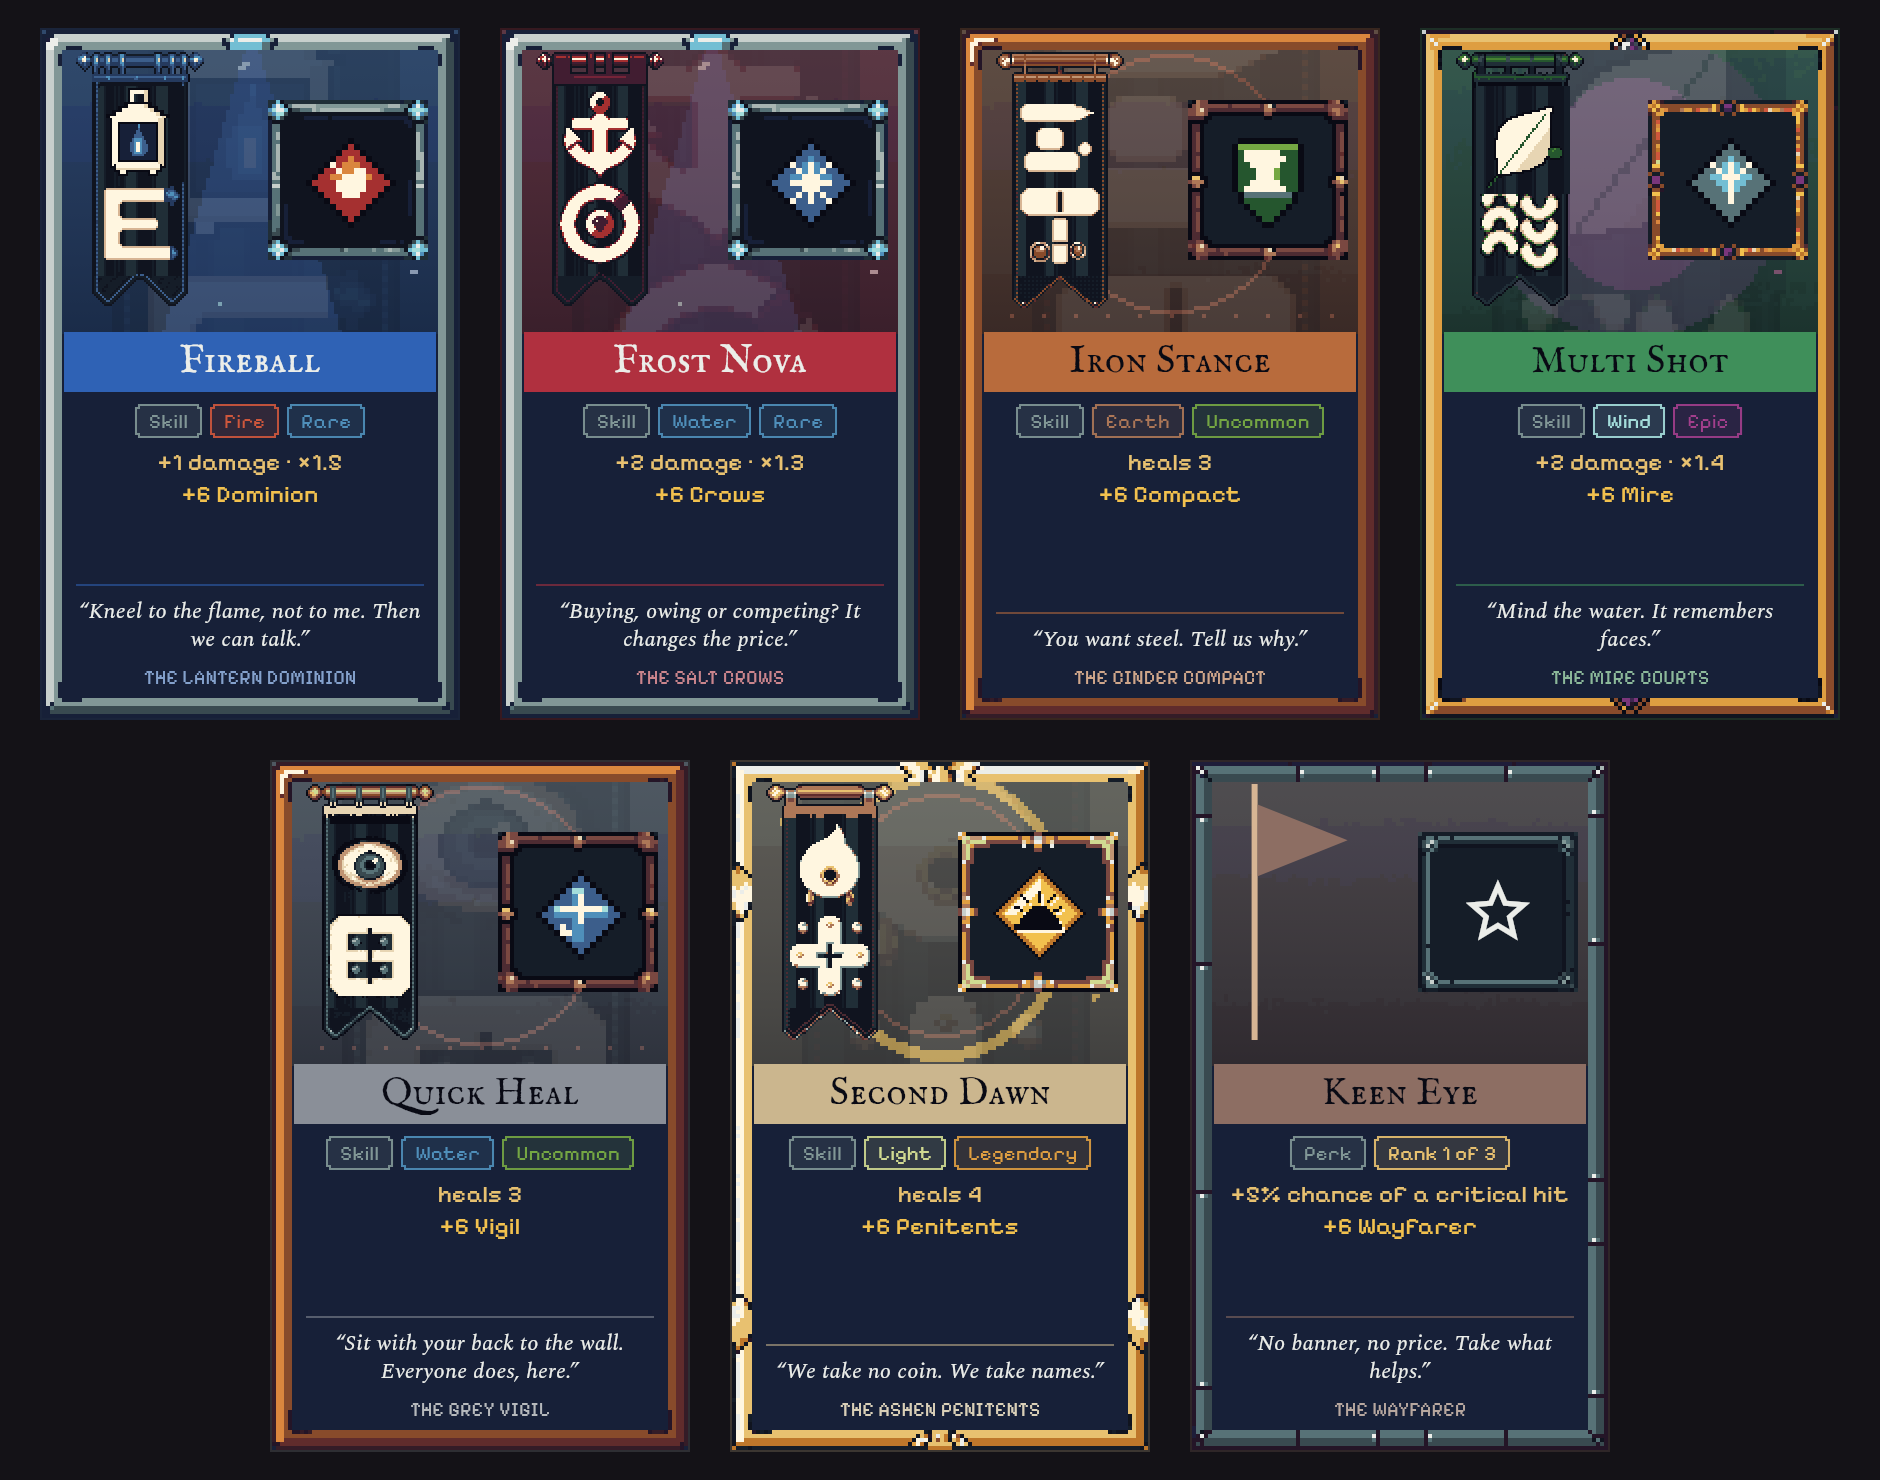 Fireball
Skill Fire Rare
+1 damage · ×1.5
+6 Dominion
“Kneel to the flame, not to me. Then
we can talk.”
THE LANTERN DOMINION
Frost Nova
Skill Water Rare
+2 damage · ×1.3
+6 Crows
“Buying, owing or competing? It
changes the price.”
THE SALT CROWS
Iron Stance
Skill Earth Uncommon
heals 3
+6 Compact
“You want steel. Tell us why.”
THE CINDER COMPACT
Multi Shot
Skill Wind Epic
+2 damage · ×1.4
+6 Mire
“Mind the water. It remembers
faces.”
THE MIRE COURTS
Quick Heal
Skill Water Uncommon
heals 3
+6 Vigil
“Sit with your back to the wall.
Everyone does, here.”
THE GREY VIGIL
Second Dawn
Skill Light Legendary
heals 4
+6 Penitents
“We take no coin. We take names.”
THE ASHEN PENITENTS
Keen Eye
Perk Rank 1 of 3
+5% chance of a critical hit
+6 Wayfarer
“No banner, no price. Take what
helps.”
THE WAYFARER